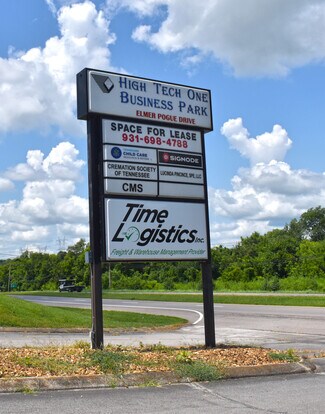 HIGH TECH ONE
BUSINESS PARK
ELMER POGUE DRIVE
SPACE FOR LEASE
931-698-4788
SIGNODE
CREMATION SOCIETY
OF TENNESSEE
CMS
Time
Logistics Inc.
Freight & Warehouse Management Provider